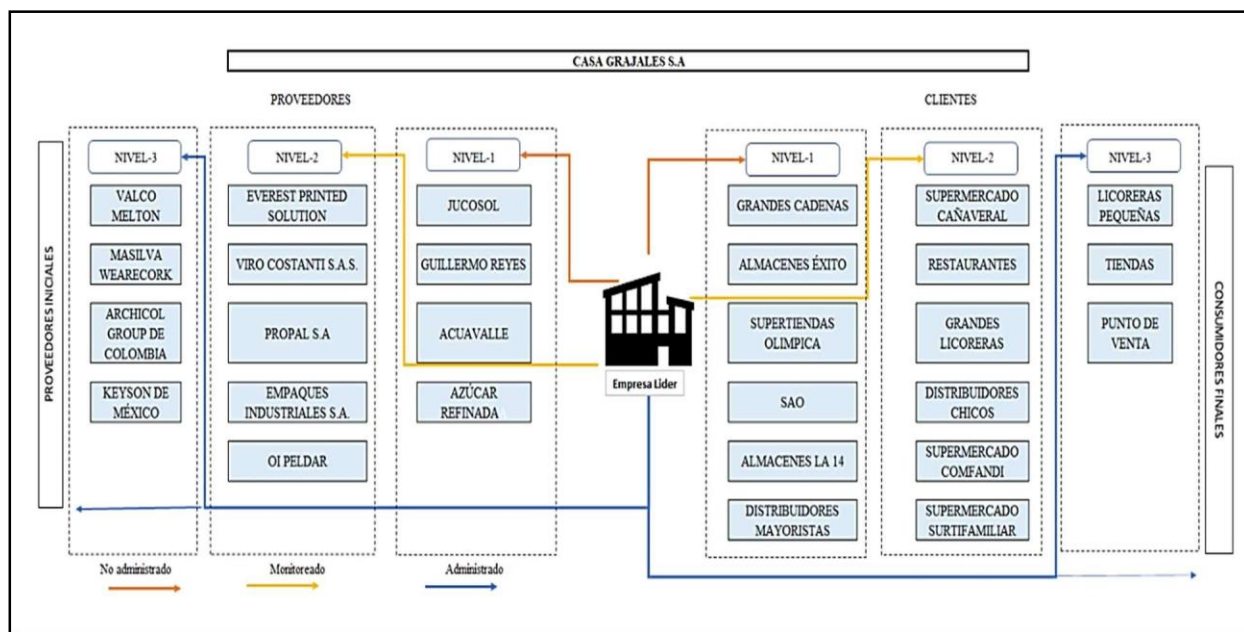 CASA GRAJALES S.A
PROVEEDORES
CLIENTES
PROVEEDORES INICIALES
NIVEL-3
VALCO
MELTON
MASILVA
WEARECORK
ARCHICOL
GROUP DE
COLOMBIA
KEYSON DE
MÉXICO
NIVEL-2
EVEREST PRINTED
SOLUTION
VIRO COSTANTI S.A.S.
PROPAL S.A
EMPAQUES
INDUSTRIALES S.A.
OI PELDAR
NIVEL-1
JUCOSOL
GUILLERMO REYES
ACUAVALLE
AZÚCAR
REFINADA
Empresa Lider
NIVEL-1
GRANDES CADENAS
ALMACENES ÉXITO
SUPERTIENDAS
OLIMPICA
SAO
ALMACENES LA 14
DISTRIBUIDORES
MAYORISTAS
NIVEL-2
SUPERMERCADO
CAÑAVERAL
RESTAURANTES
GRANDES
LICORERAS
DISTRIBUIDORES
CHICOS
SUPERMERCADO
COMFANDI
SUPERMERCADO
SURTIFAMILIAR
NIVEL-3
LICORERAS
PEQUEÑAS
TIENDAS
PUNTO DE
VENTA
CONSUMIDORES FINALES
No administrado
Monitoreado
Administrado